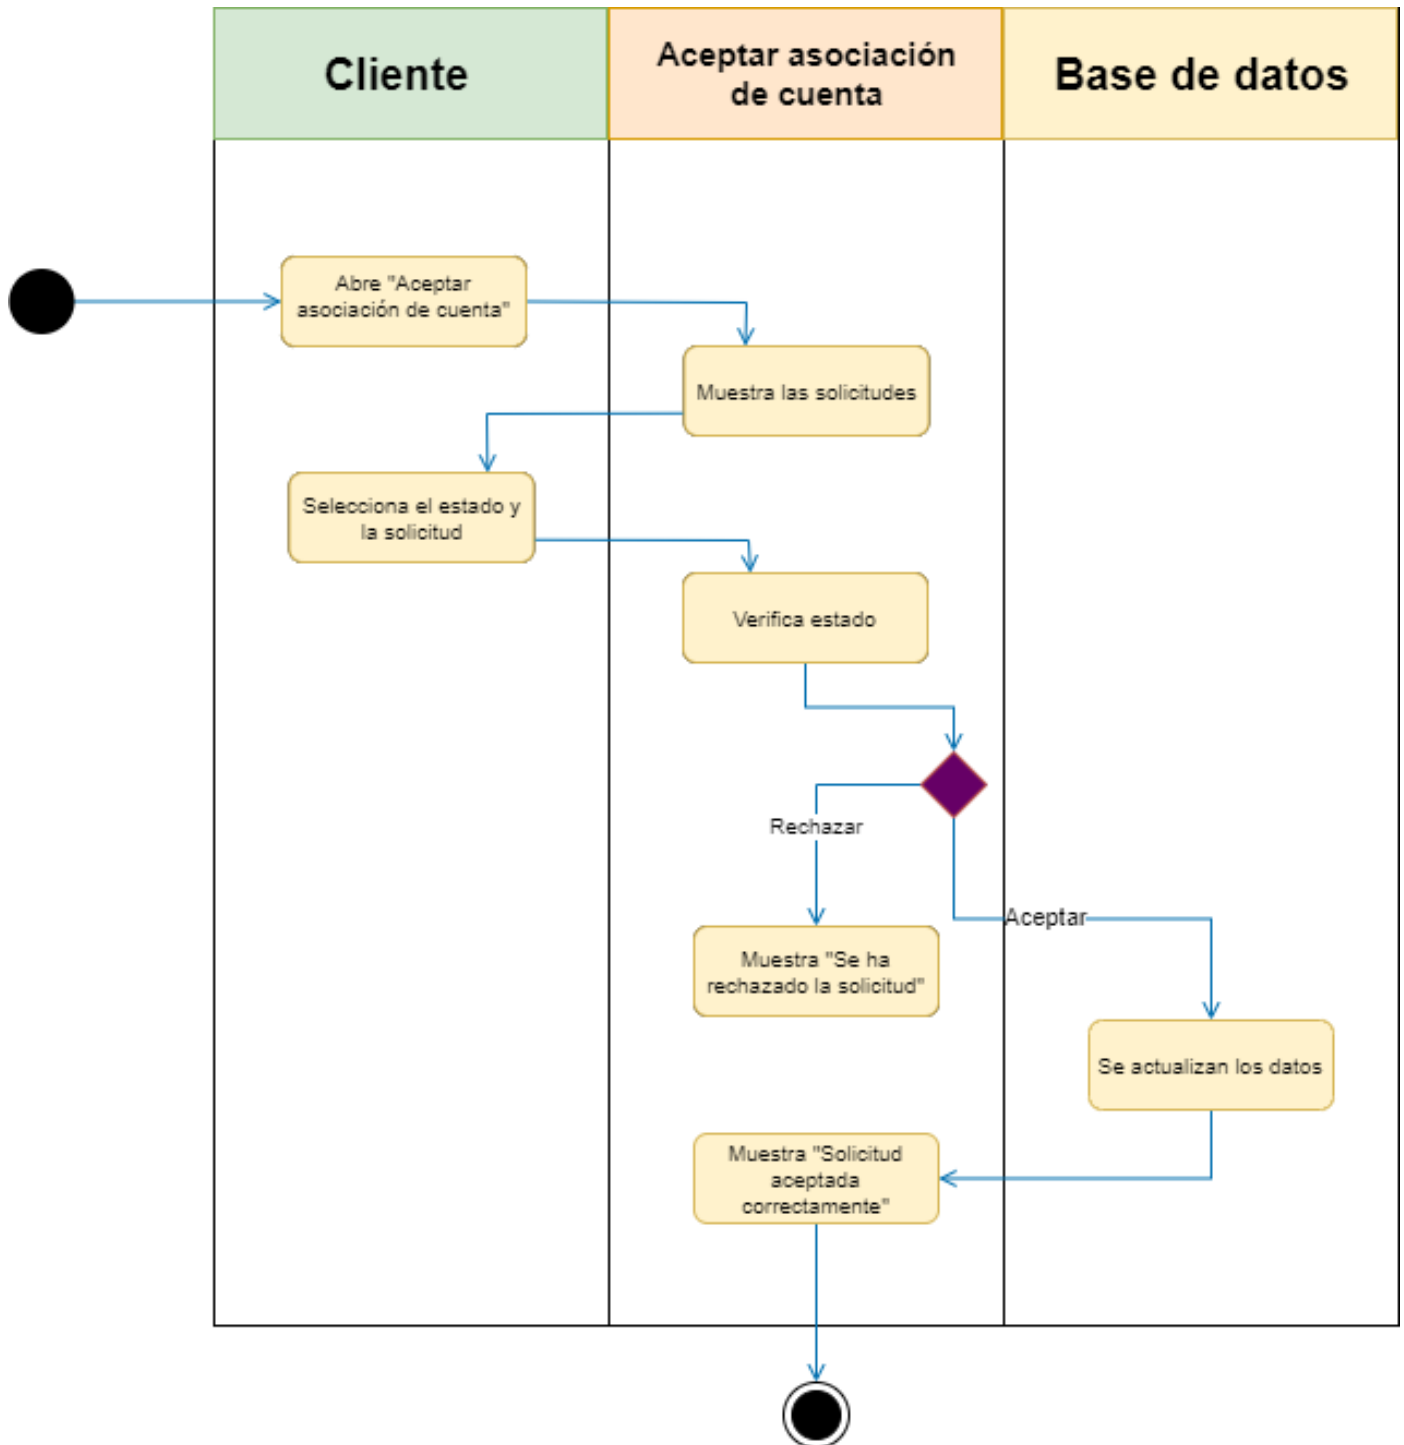 Cliente
Aceptar asociación
de cuenta
Base de datos
Abre "Aceptar
asociación de cuenta"
Muestra las solicitudes
Selecciona el estado y
la solicitud
Verifica estado
Rechazar
Aceptar
Muestra "Se ha
rechazado la solicitud"
Se actualizan los datos
Muestra "Solicitud
aceptada
correctamente"